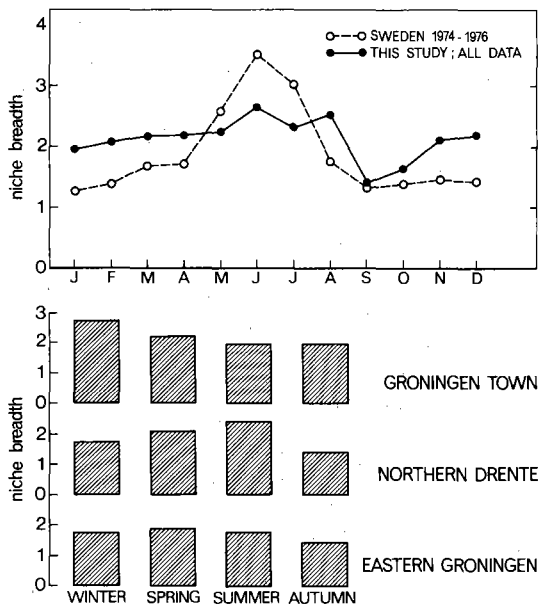 4
SWEDEN 1974-1976
THIS STUDY ; ALL DATA
3
niche breadth
2
1
0
J F M A M J J A S O N D
3
2
1
0
GRONINGEN TOWN
niche breadth
2
1
0
NORTHERN DRENTE
2
1
0
EASTERN GRONINGEN
WINTER SPRING SUMMER AUTUMN